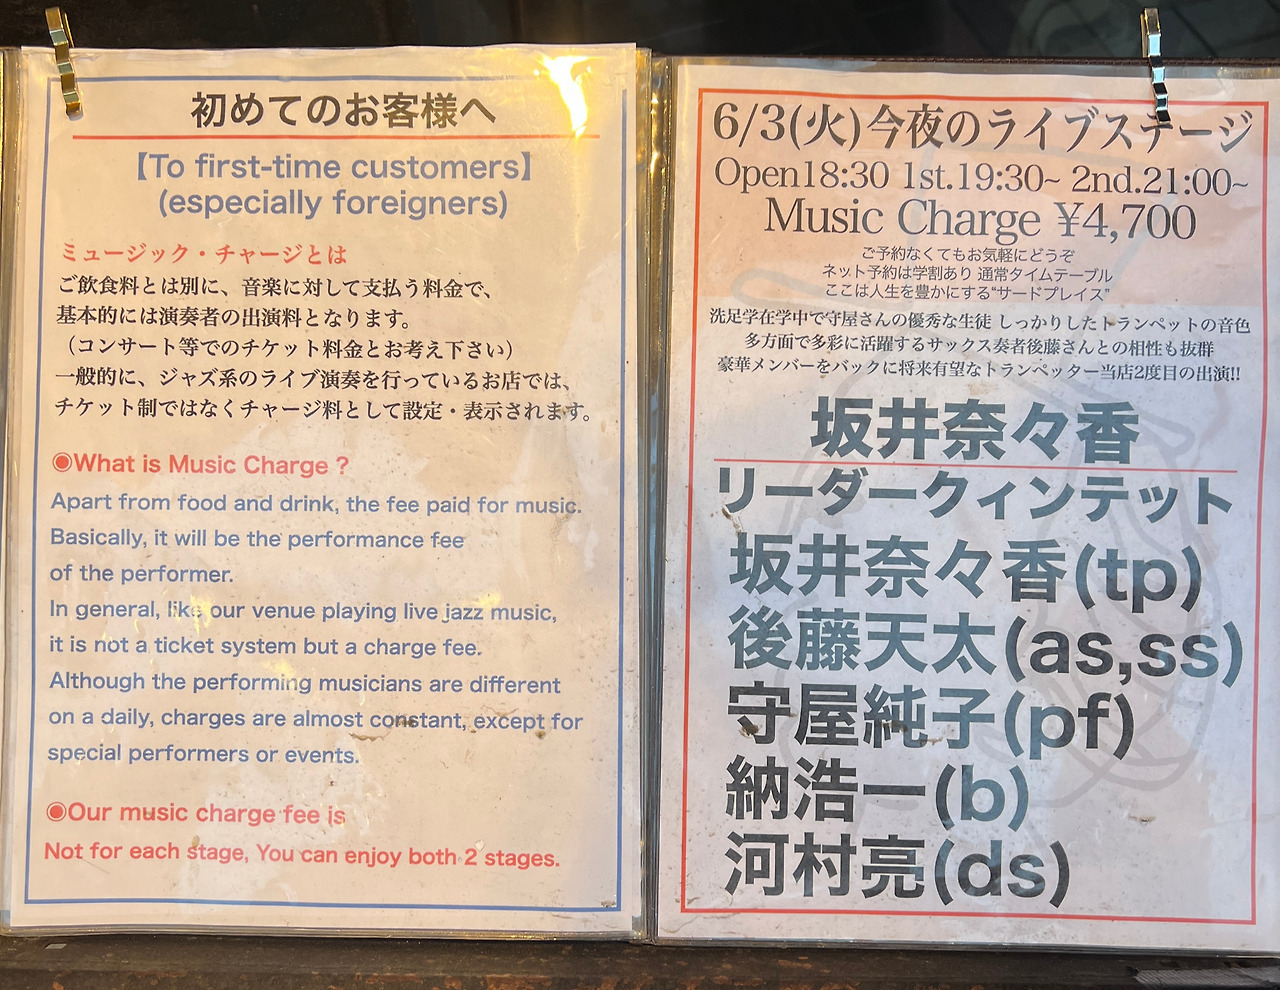 初めてのお客様へ
【To first-time customers】
(especially foreigners)
ミュージック・チャージとは
ご飲食料とは別に、音楽に対して支払う料金で、
基本的には演奏者の出演料となります。
（コンサート等でのチケット料金とお考え下さい）
一般的に、ジャズ系のライブ演奏を行っているお店では、
チケット制ではなくチャージ料として設定・表示されます。
◉What is Music Charge ?
Apart from food and drink, the fee paid for music.
Basically, it will be the performance fee
of the performer.
In general, like our venue playing live jazz music,
it is not a ticket system but a charge fee.
Although the performing musicians are different
on a daily, charges are almost constant, except for
special performers or events.
◉Our music charge fee is
Not for each stage, You can enjoy both 2 stages.
6/3(火)今夜のライブステージ
Open18:30 1st.19:30~ 2nd.21:00~
Music Charge ¥4,700
ご予約なくてもお気軽にどうぞ
ネット予約は学割あり 通常タイムテーブル
ここは人生を豊かにする“サードプレイス”
洗足学在学中で守屋さんの優秀な生徒 しっかりしたトランペットの音色
多方面で多彩に活躍するサックス奏者後藤さんとの相性も抜群
豪華メンバーをバックに将来有望なトランペッター当店2度目の出演!!
坂井奈々香
リーダークィンテット
坂井奈々香(tp)
後藤天太(as,ss)
守屋純子(pf)
納浩一(b)
河村亮(ds)